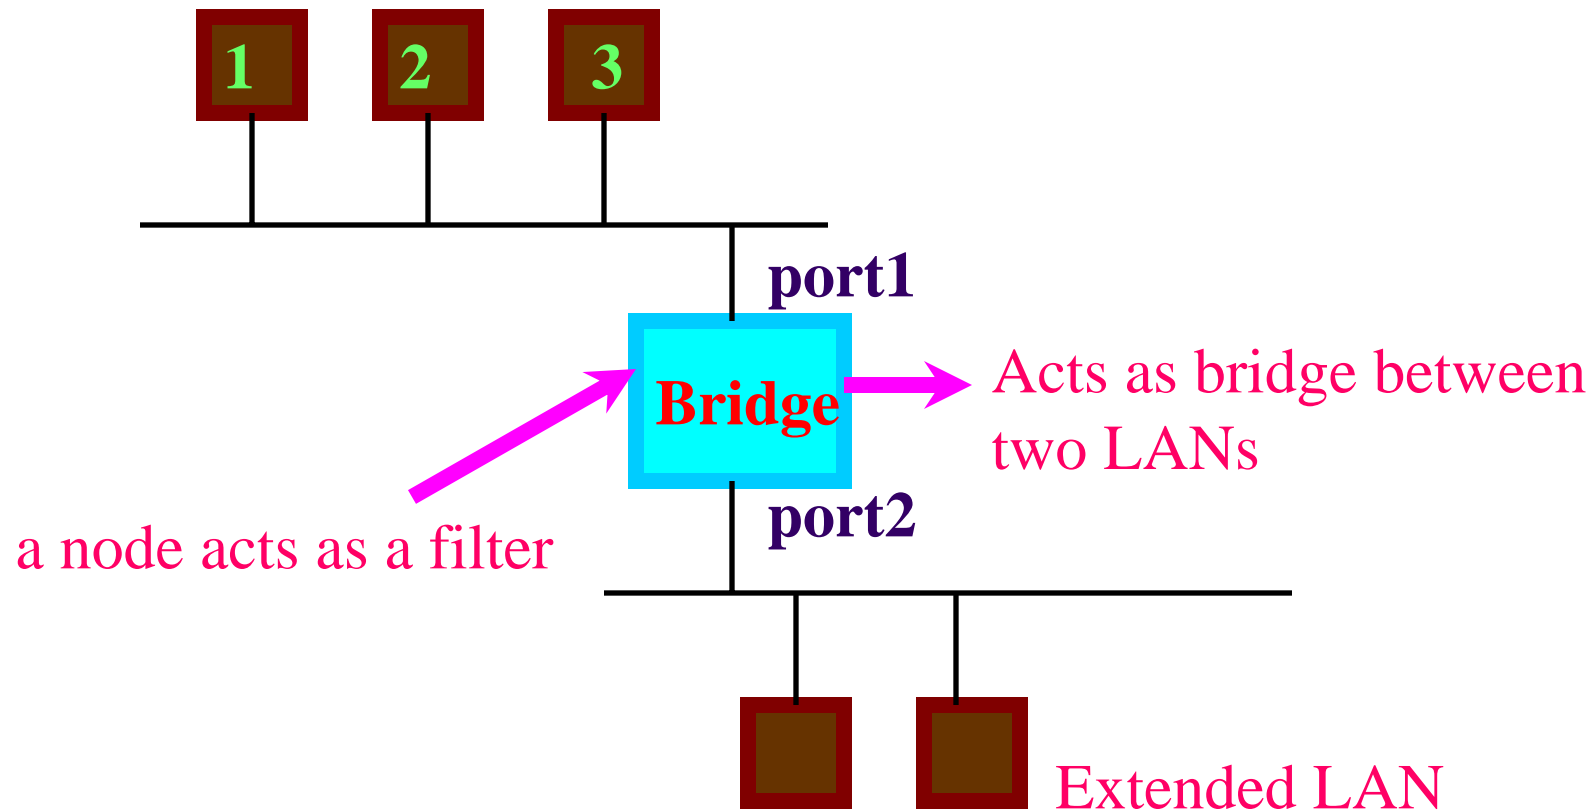 1 2 3
port1
Acts as bridge between
two LANs
Bridge
port2
a node acts as a filter
Extended LAN